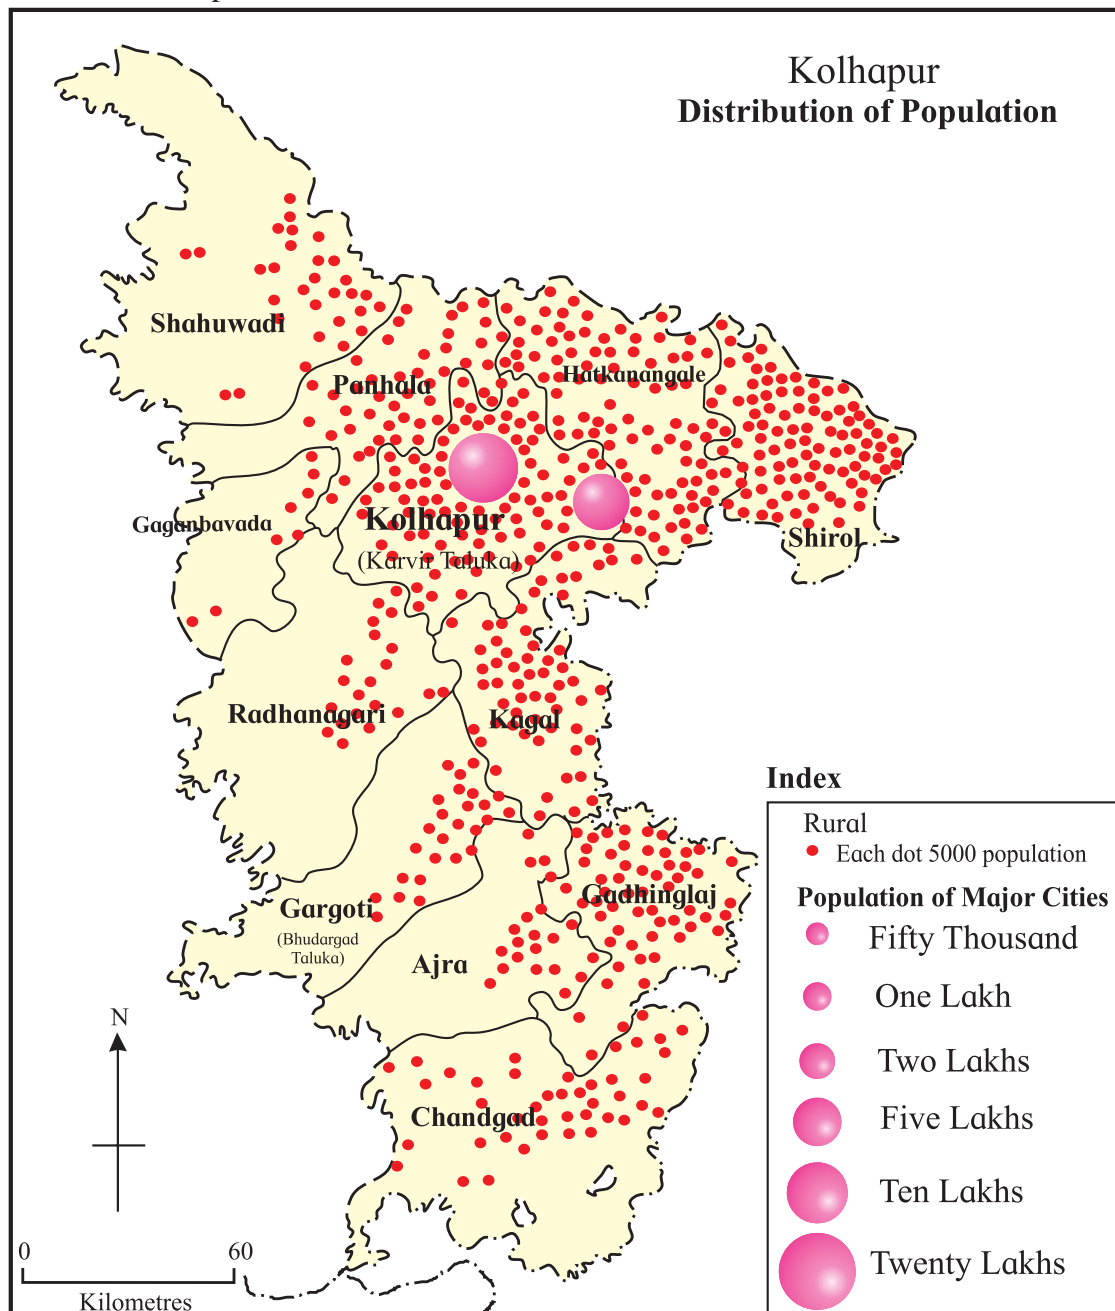 Kolhapur
Distribution of Population
Shahuwadi
Panhala
Hatkanangale
Gaganbavada
Kolhapur
(Karvir Taluka)
Shirol
Radhanagari
Kagal
Gargoti
(Bhudargad
Taluka)
Gadhinglaj
Ajra
Chandgad
N
0 60
Kilometres
Index
Rural
Each dot 5000 population
Population of Major Cities
Fifty Thousand
One Lakh
Two Lakhs
Five Lakhs
Ten Lakhs
Twenty Lakhs